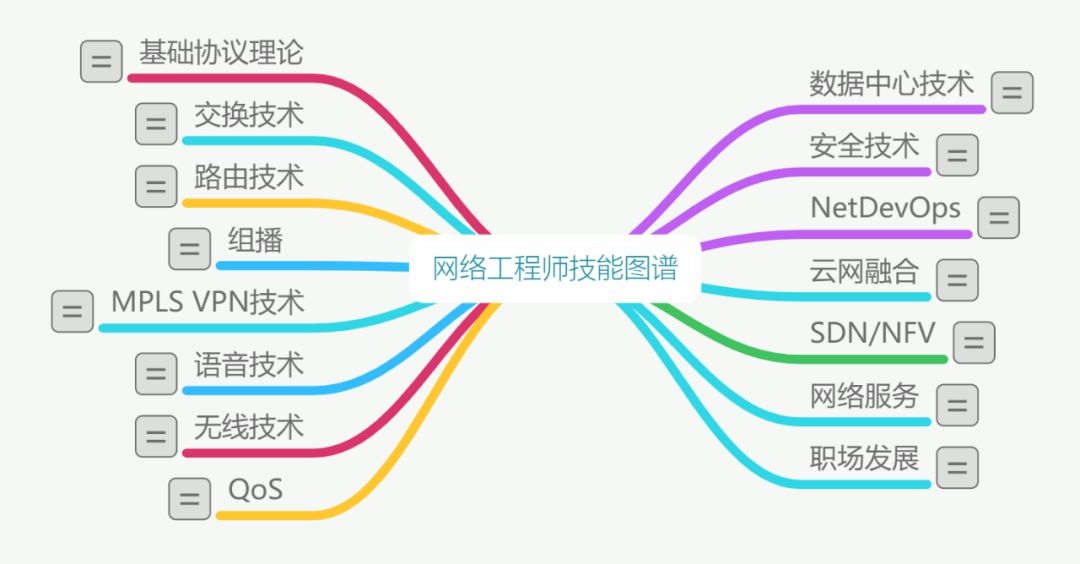 基础协议理论
交换技术
路由技术
组播
MPLS VPN技术
语音技术
无线技术
QoS
网络工程师技能图谱
数据中心技术
安全技术
NetDevOps
云网融合
SDN/NFV
网络服务
职场发展